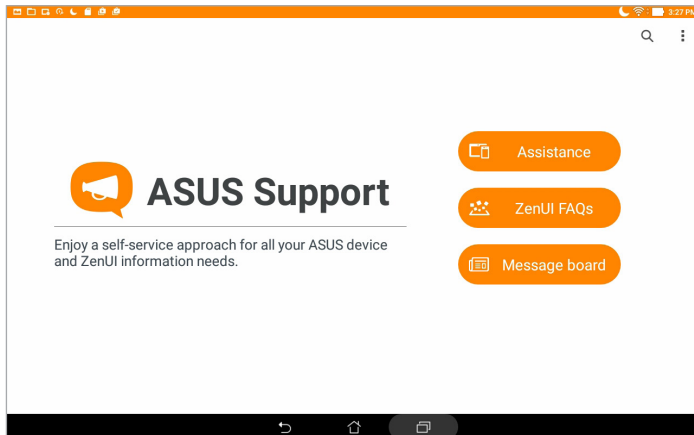 3:27 PM
ASUS Support
Enjoy a self-service approach for all your ASUS device
and ZenUI information needs.
Assistance
ZenUI FAQs
Message board